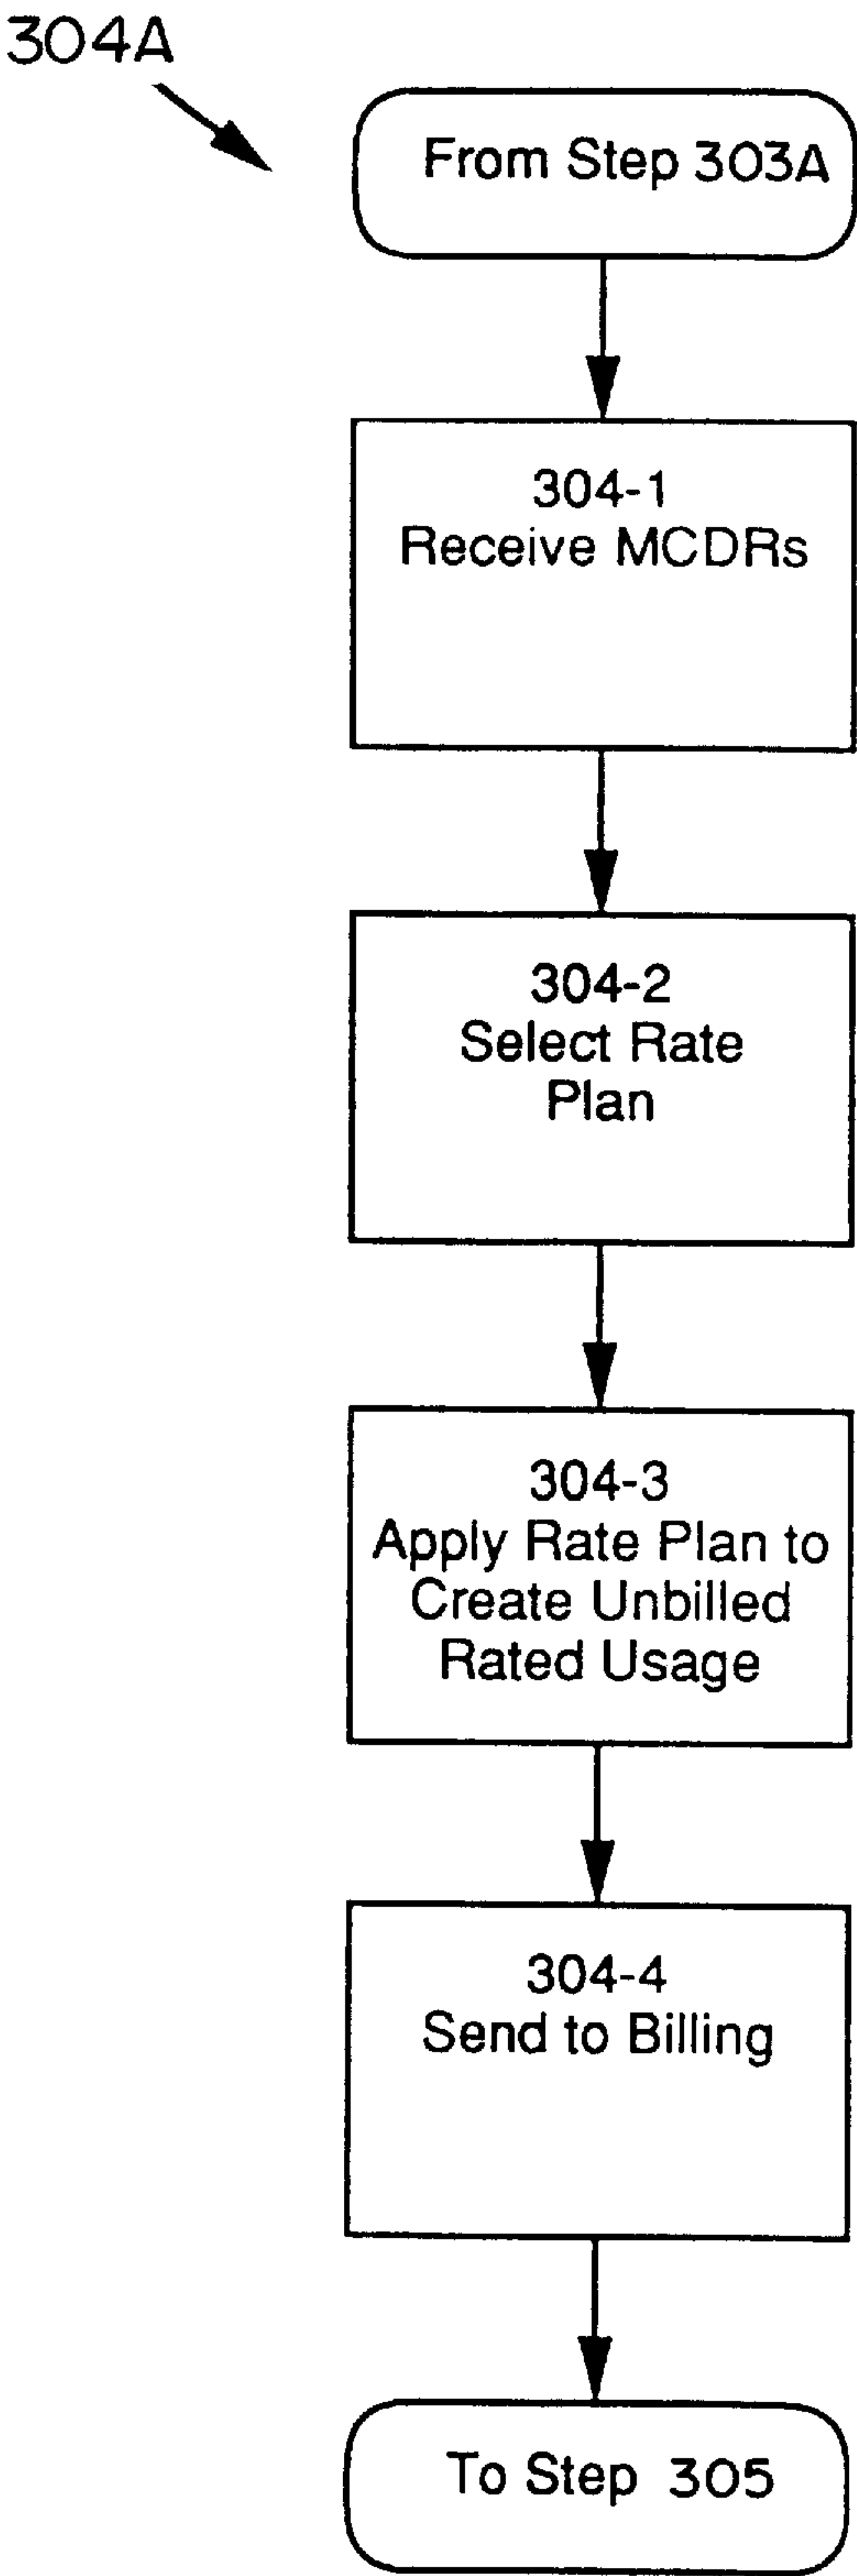 304A
From Step 303A
304-1
Receive MCDRs
304-2
Select Rate
Plan
304-3
Apply Rate Plan to
Create Unbilled
Rated Usage
304-4
Send to Billing
To Step 305